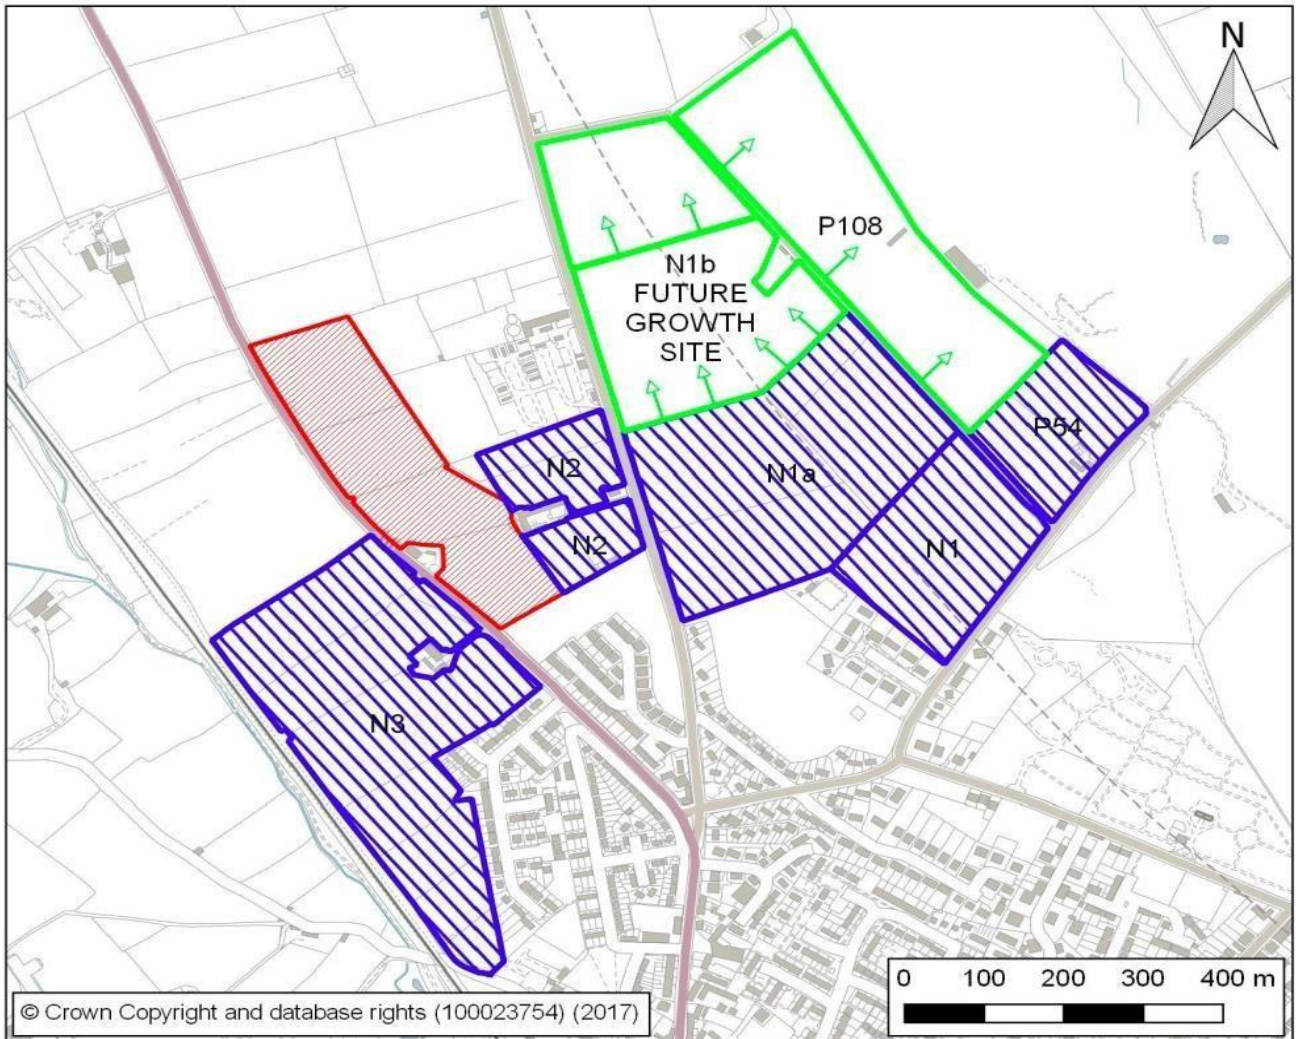 N
P108
N1b
FUTURE
GROWTH
SITE
P54
N2
N1a
N2
N1
N3
0 100 200 300 400 m
© Crown Copyright and database rights (100023754) (2017)